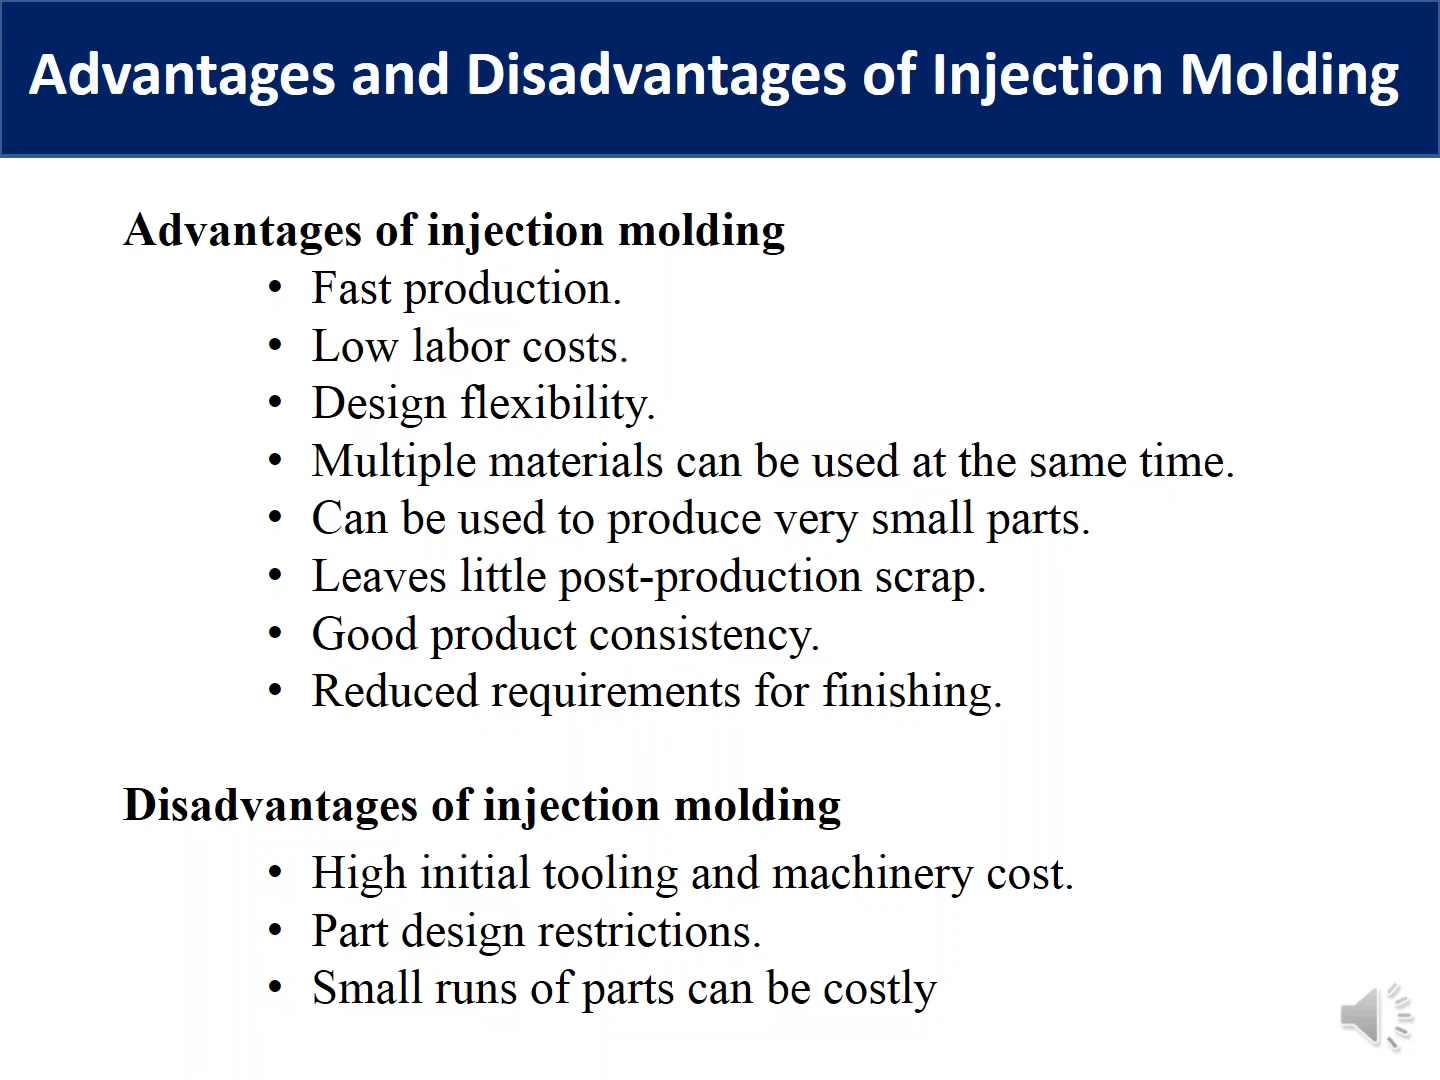 Advantages and Disadvantages of Injection Molding
Advantages of injection molding
• Fast production.
• Low labor costs.
• Design flexibility.
• Multiple materials can be used at the same time.
• Can be used to produce very small parts.
• Leaves little post-production scrap.
• Good product consistency.
• Reduced requirements for finishing.
Disadvantages of injection molding
• High initial tooling and machinery cost.
• Part design restrictions.
• Small runs of parts can be costly